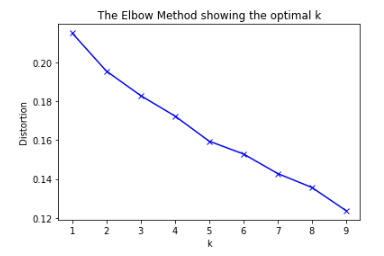 The Elbow Method showing the optimal k
Distortion
0.20
0.18
0.16
0.14
0.12
1 2 3 4 5 6 7 8 9
k